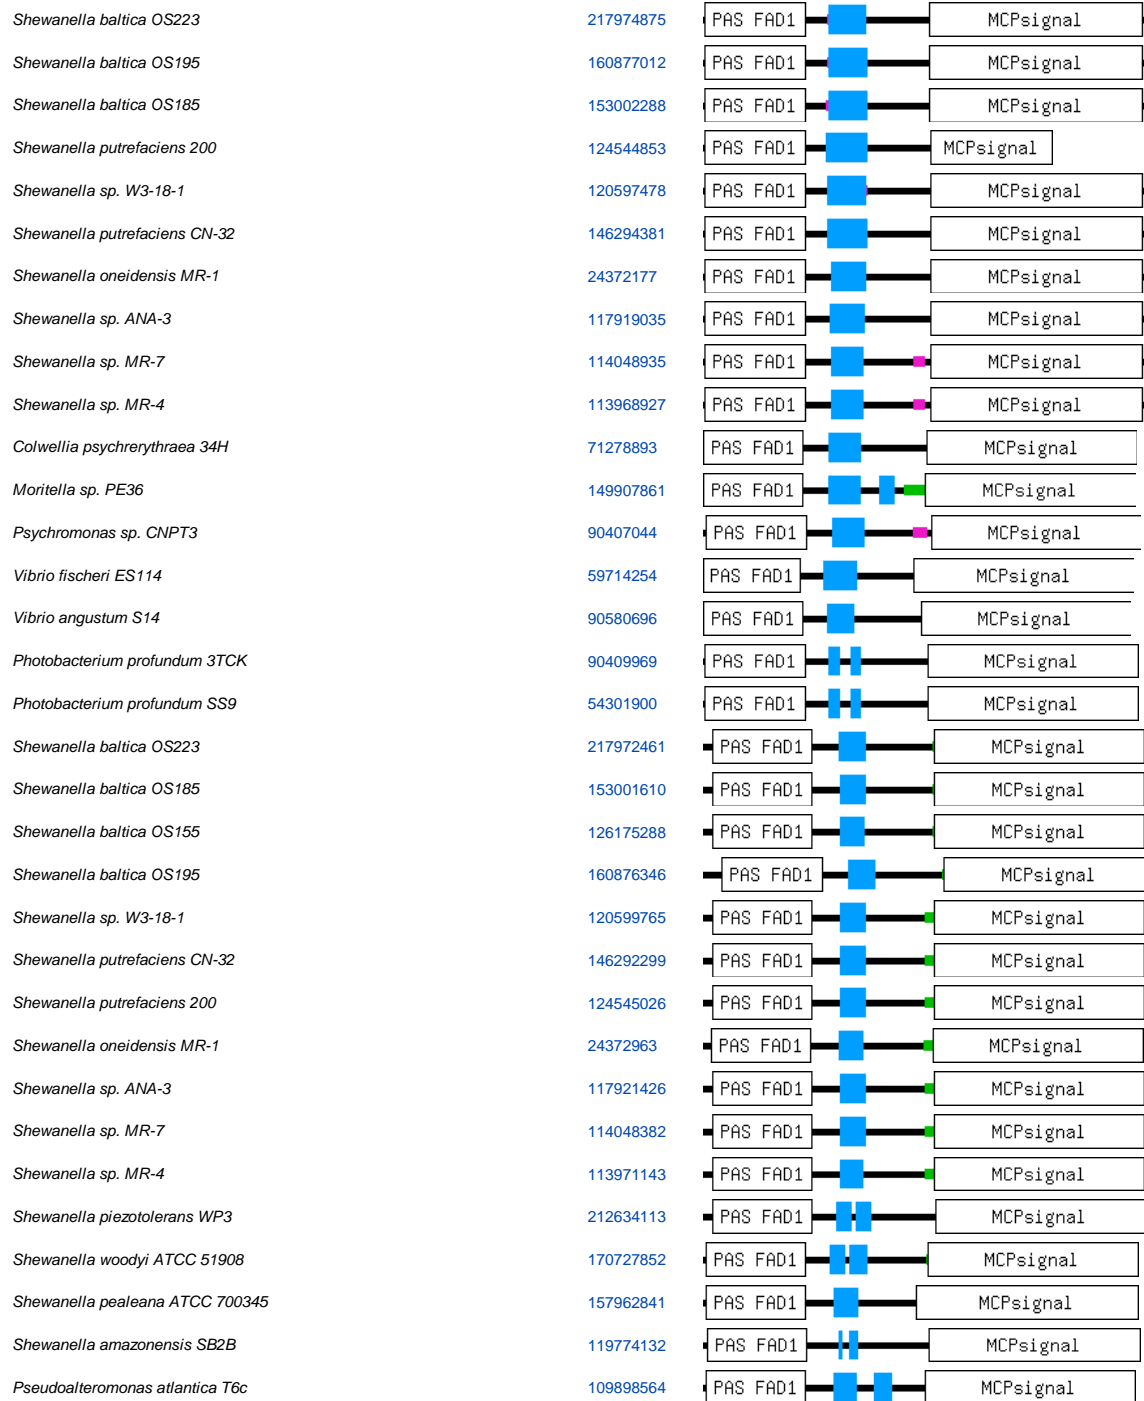 Shewanella baltica OS223 217974875 PAS FAD1 MCPsignal
Shewanella baltica OS195 160877012 PAS FAD1 MCPsignal
Shewanella baltica OS185 153002288 PAS FAD1 MCPsignal
Shewanella putrefaciens 200 124544853 PAS FAD1 MCPsignal
Shewanella sp. W3-18-1 120597478 PAS FAD1 MCPsignal
Shewanella putrefaciens CN-32 146294381 PAS FAD1 MCPsignal
Shewanella oneidensis MR-1 24372177 PAS FAD1 MCPsignal
Shewanella sp. ANA-3 117919035 PAS FAD1 MCPsignal
Shewanella sp. MR-7 114048935 PAS FAD1 MCPsignal
Shewanella sp. MR-4 113968927 PAS FAD1 MCPsignal
Colwellia psychrerythraea 34H 71278893 PAS FAD1 MCPsignal
Moritella sp. PE36 149907861 PAS FAD1 MCPsignal
Psychromonas sp. CNPT3 90407044 PAS FAD1 MCPsignal
Vibrio fischeri ES114 59714254 PAS FAD1 MCPsignal
Vibrio angustum S14 90580696 PAS FAD1 MCPsignal
Photobacterium profundum 3TCK 90409969 PAS FAD1 MCPsignal
Photobacterium profundum SS9 54301900 PAS FAD1 MCPsignal
Shewanella baltica OS223 217972461 PAS FAD1 MCPsignal
Shewanella baltica OS185 153001610 PAS FAD1 MCPsignal
Shewanella baltica OS155 126175288 PAS FAD1 MCPsignal
Shewanella baltica OS195 160876346 PAS FAD1 MCPsignal
Shewanella sp. W3-18-1 120599765 PAS FAD1 MCPsignal
Shewanella putrefaciens CN-32 146292299 PAS FAD1 MCPsignal
Shewanella putrefaciens 200 124545026 PAS FAD1 MCPsignal
Shewanella oneidensis MR-1 24372963 PAS FAD1 MCPsignal
Shewanella sp. ANA-3 117921426 PAS FAD1 MCPsignal
Shewanella sp. MR-7 114048382 PAS FAD1 MCPsignal
Shewanella sp. MR-4 113971143 PAS FAD1 MCPsignal
Shewanella piezotolerans WP3 212634113 PAS FAD1 MCPsignal
Shewanella woodyi ATCC 51908 170727852 PAS FAD1 MCPsignal
Shewanella pealeana ATCC 700345 157962841 PAS FAD1 MCPsignal
Shewanella amazonensis SB2B 119774132 PAS FAD1 MCPsignal
Pseudoalteromonas atlantica T6c 109898564 PAS FAD1 MCPsignal